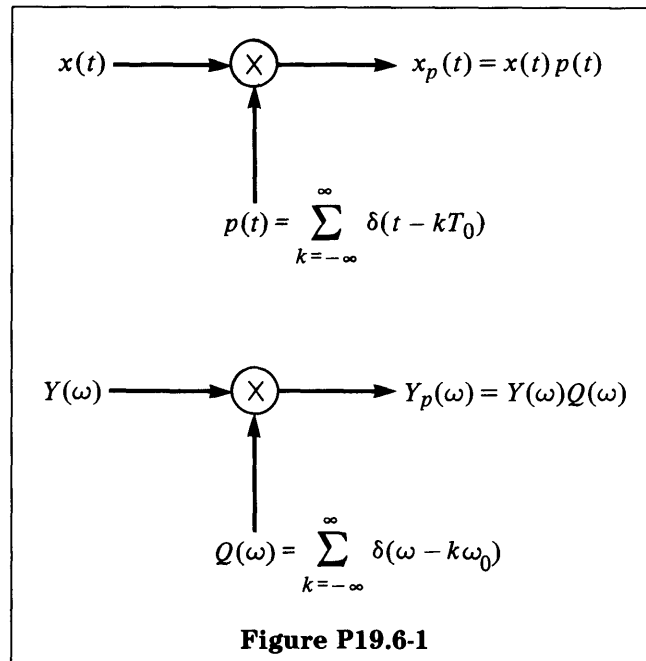 x(t) × x_p(t) = x(t) p(t)
p(t) = ∑_{k=-∞}^{∞} δ(t − kT_0)
Y(ω) × Y_p(ω) = Y(ω)Q(ω)
Q(ω) = ∑_{k=-∞}^{∞} δ(ω − kω_0)
Figure P19.6-1